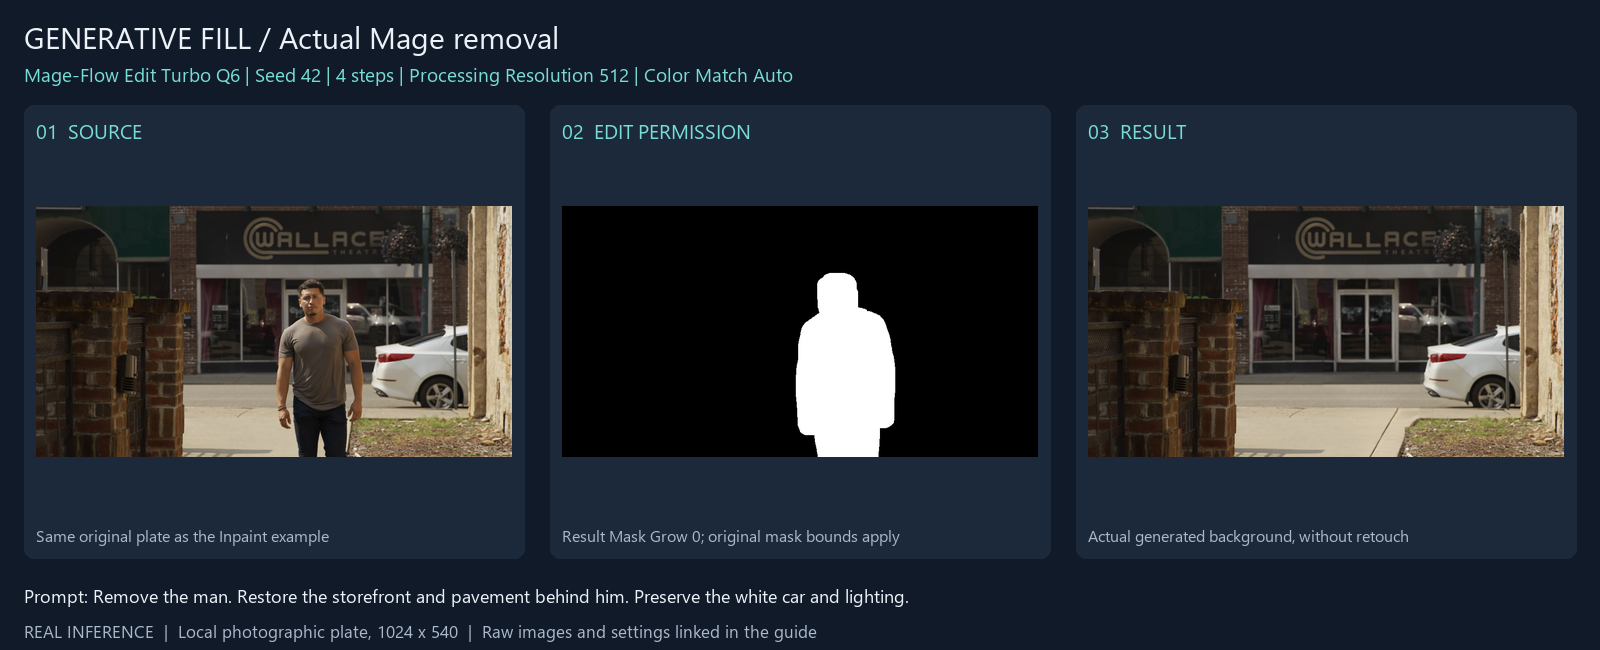 GENERATIVE FILL / Actual Mage removal
Mage-Flow Edit Turbo Q6 | Seed 42 | 4 steps | Processing Resolution 512 | Color Match Auto
01 SOURCE
02 EDIT PERMISSION
03 RESULT
WALLACE
THEATER
WALLACE
THEATER
Same original plate as the Inpaint example
Result Mask Grow 0; original mask bounds apply
Actual generated background, without retouch
Prompt: Remove the man. Restore the storefront and pavement behind him. Preserve the white car and lighting.
REAL INFERENCE | Local photographic plate, 1024 x 540 | Raw images and settings linked in the guide